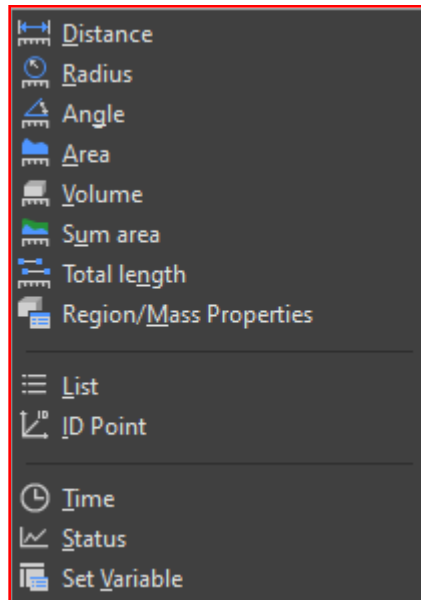 Distance
Radius
Angle
Area
Volume
Sum area
Total length
Region/Mass Properties
List
ID Point
Time
Status
Set Variable